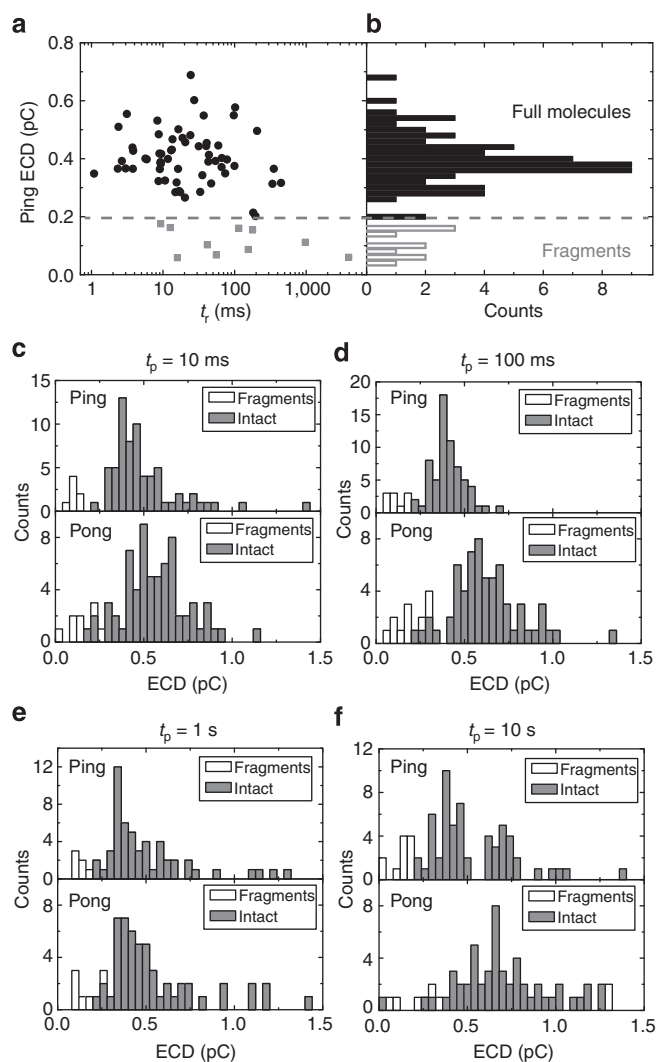 a
b
0.8
0.6
0.4
0.2
0.0
Ping ECD (pC)
Full molecules
Fragments
1 10 100 1,000
0 2 4 6 8
tr (ms)
Counts
c
tp = 10 ms
d
tp = 100 ms
15
10
5
0
Ping
Fragments
Intact
20
15
10
5
0
Ping
Fragments
Intact
Counts
8
4
0
Pong
Fragments
Intact
8
4
0
Pong
Fragments
Intact
0.0 0.5 1.0 1.5
0.0 0.5 1.0 1.5
ECD (pC)
ECD (pC)
e
tp = 1 s
f
tp = 10 s
12
8
4
0
Ping
Fragments
Intact
12
8
4
0
Ping
Fragments
Intact
Counts
Counts
8
4
0
Pong
Fragments
Intact
8
4
0
Pong
Fragments
Intact
0.0 0.5 1.0 1.5
0.0 0.5 1.0 1.5
ECD (pC)
ECD (pC)